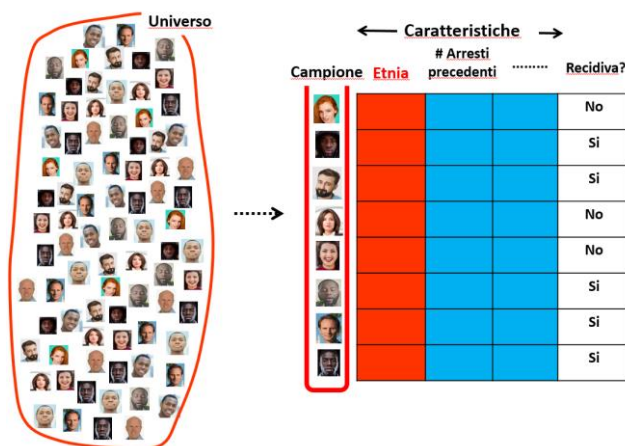 Universo
Caratteristiche
Campione
Etnia
# Arresti
precedenti
.........
Recidiva?
No
Si
Si
No
No
Si
Si
Si